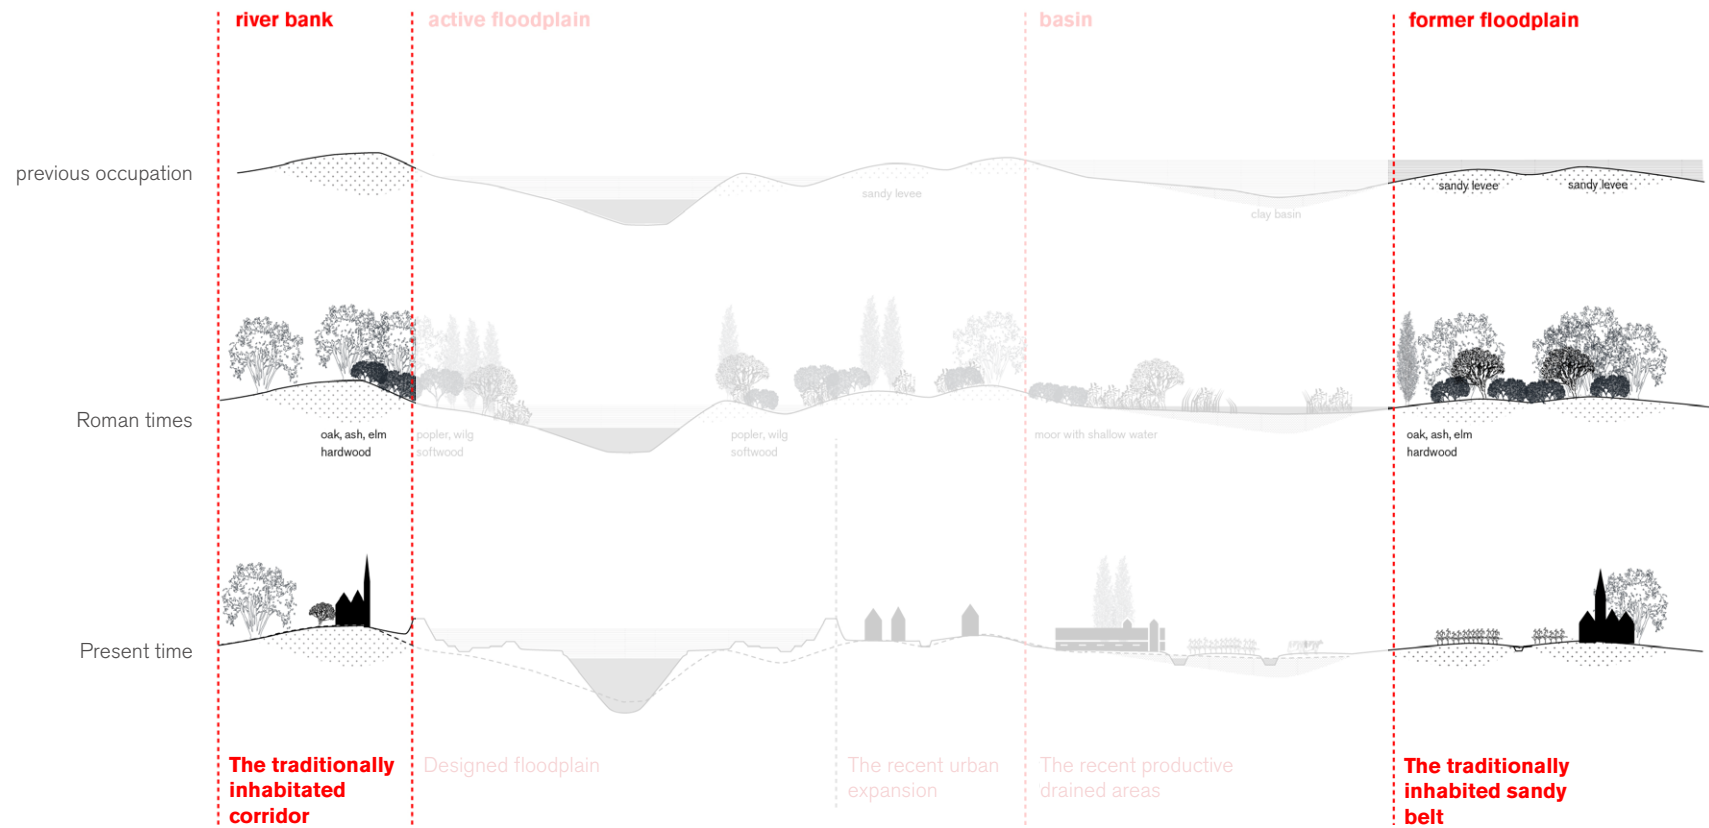 river bank
active floodplain
basin
former floodplain
previous occupation
sandy levee
clay basin
sandy levee
sandy levee
Roman times
oak, ash, elm
hardwood
popler, wilg
softwood
popler, wilg
softwood
moor with shallow water
oak, ash, elm
hardwood
Present time
The traditionally
inhabitated
corridor
Designed floodplain
The recent urban
expansion
The recent productive
drained areas
The traditionally
inhabited sandy
belt